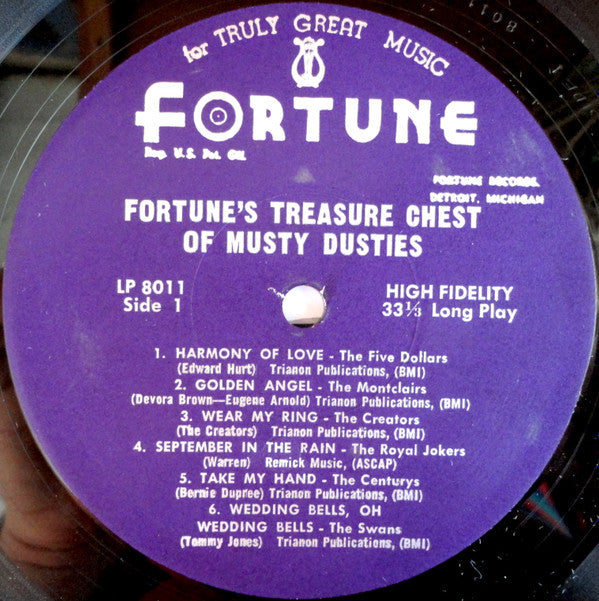 for TRULY GREAT MUSIC
FORTUNE
Reg. U.S. Pat. Off.
FORTUNE RECORDS.
DETROIT, MICHIGAN
FORTUNE'S TREASURE CHEST
OF MUSTY DUSTIES
LP 8011
Side 1
HIGH FIDELITY
33⅓ Long Play
1. HARMONY OF LOVE - The Five Dollars
(Edward Hurt) Trianon Publications, (BMI)
2. GOLDEN ANGEL - The Montclairs
(Devora Brown—Eugene Arnold) Trianon Publications, (BMI)
3. WEAR MY RING - The Creators
(The Creators) Trianon Publications, (BMI)
4. SEPTEMBER IN THE RAIN - The Royal Jokers
(Warren) Remick Music, (ASCAP)
5. TAKE MY HAND - The Centurys
(Bernie Dupree) Trianon Publications, (BMI)
6. WEDDING BELLS, OH
WEDDING BELLS - The Swans
(Tommy Jones) Trianon Publications, (BMI)
8011